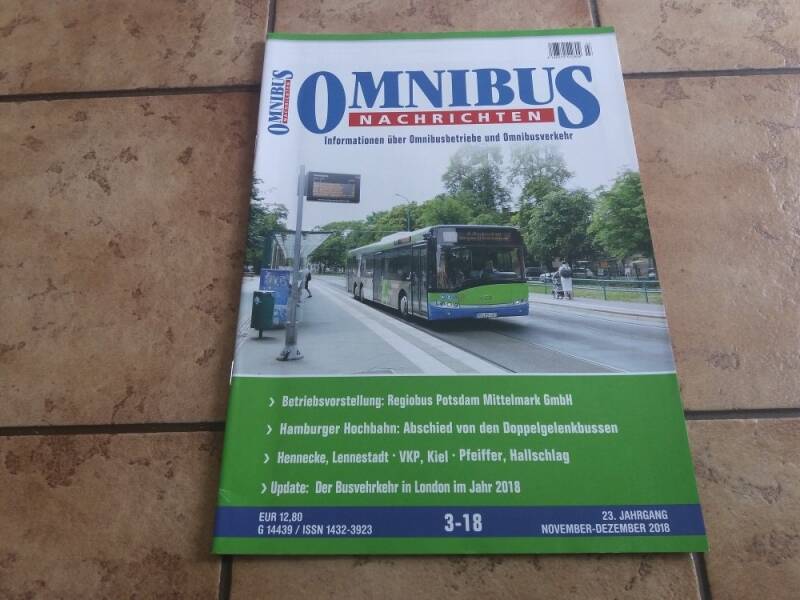 OMNIBUS
NACHRICHTEN
OMNIBUS
NACHRICHTEN
Informationen über Omnibusbetriebe und Omnibusverkehr
Betriebsvorstellung: Regiobus Potsdam Mittelmark GmbH
Hamburger Hochbahn: Abschied von den Doppelgelenkbussen
Hennecke, Lennestadt · VKP, Kiel · Pfeiffer, Hallschlag
Update: Der Busvehrkehr in London im Jahr 2018
EUR 12,80
G 14439 / ISSN 1432-3923
3-18
23. JAHRGANG
NOVEMBER-DEZEMBER 2018